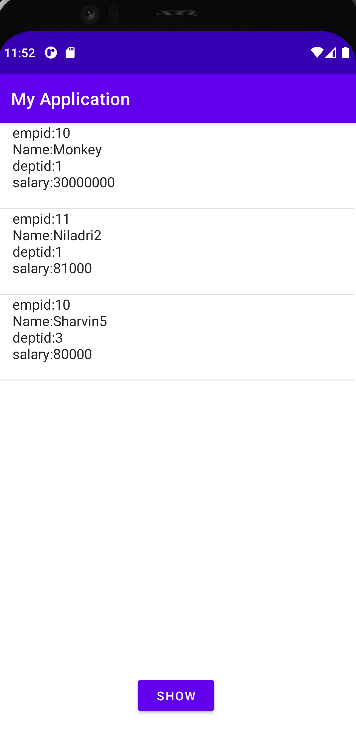 11:52
My Application
empid:10
Name:Monkey
deptid:1
salary:30000000
empid:11
Name:Niladri2
deptid:1
salary:81000
empid:10
Name:Sharvin5
deptid:3
salary:80000
SHOW